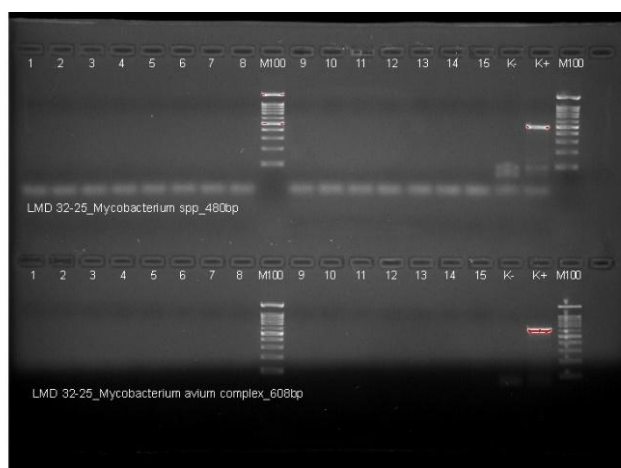 1 2 3 4 5 6 7 8 M100 9 10 11 12 13 14 15 K- K+ M100
LMD 32-25_Mycobacterium spp_480bp
1 2 3 4 5 6 7 8 M100 9 10 11 12 13 14 15 K- K+ M100
LMD 32-25_Mycobacterium avium complex_608bp